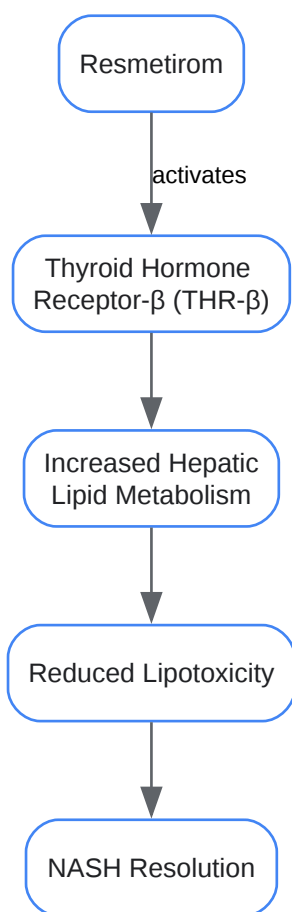 Resmetirom
activates
Thyroid Hormone
Receptor-β (THR-β)
Increased Hepatic
Lipid Metabolism
Reduced Lipotoxicity
NASH Resolution